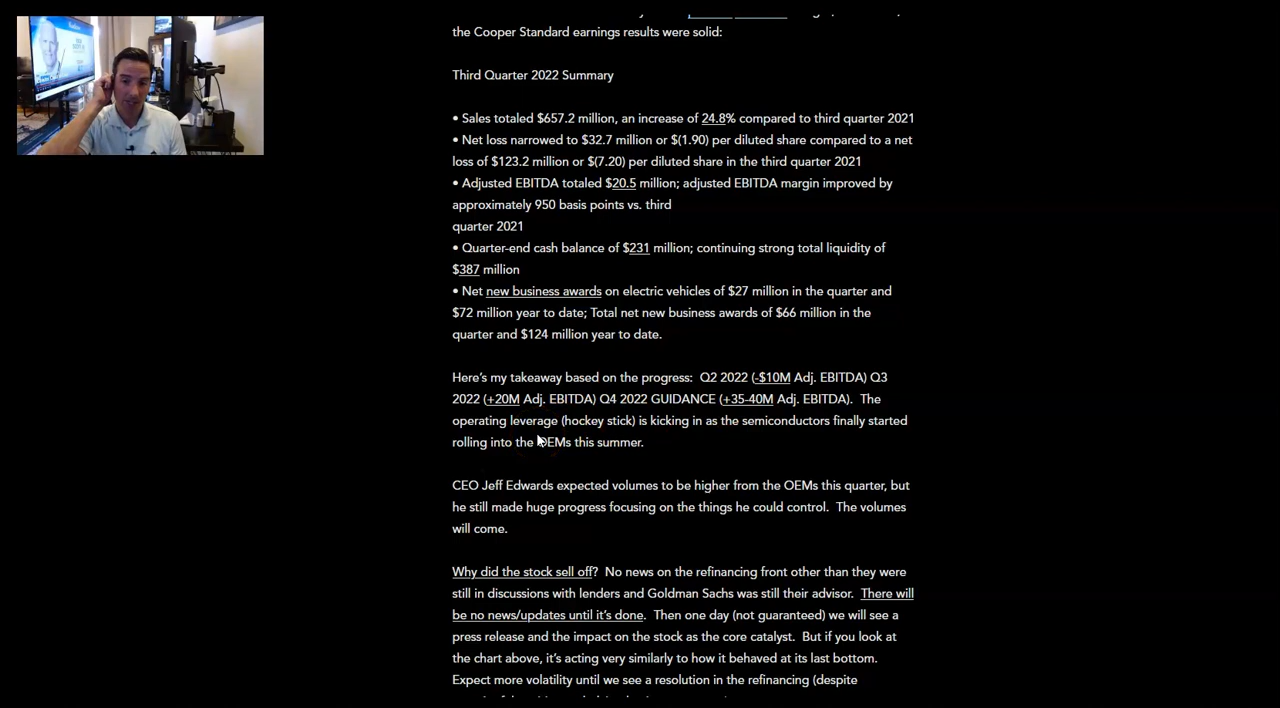 the Cooper Standard earnings results were solid:
Third Quarter 2022 Summary
• Sales totaled $657.2 million, an increase of 24.8% compared to third quarter 2021
• Net loss narrowed to $32.7 million or $(1.90) per diluted share compared to a net
loss of $123.2 million or $(7.20) per diluted share in the third quarter 2021
• Adjusted EBITDA totaled $20.5 million; adjusted EBITDA margin improved by
approximately 950 basis points vs. third
quarter 2021
• Quarter-end cash balance of $231 million; continuing strong total liquidity of
$387 million
• Net new business awards on electric vehicles of $27 million in the quarter and
$72 million year to date; Total net new business awards of $66 million in the
quarter and $124 million year to date.
Here's my takeaway based on the progress:  Q2 2022 (-$10M Adj. EBITDA) Q3
2022 (+20M Adj. EBITDA) Q4 2022 GUIDANCE (+35-40M Adj. EBITDA).  The
operating leverage (hockey stick) is kicking in as the semiconductors finally started
rolling into the OEMs this summer.
CEO Jeff Edwards expected volumes to be higher from the OEMs this quarter, but
he still made huge progress focusing on the things he could control.  The volumes
will come.
Why did the stock sell off?  No news on the refinancing front other than they were
still in discussions with lenders and Goldman Sachs was still their advisor.  There will
be no news/updates until it's done.  Then one day (not guaranteed) we will see a
press release and the impact on the stock as the core catalyst.  But if you look at
the chart above, it's acting very similarly to how it behaved at its last bottom.
Expect more volatility until we see a resolution in the refinancing (despite